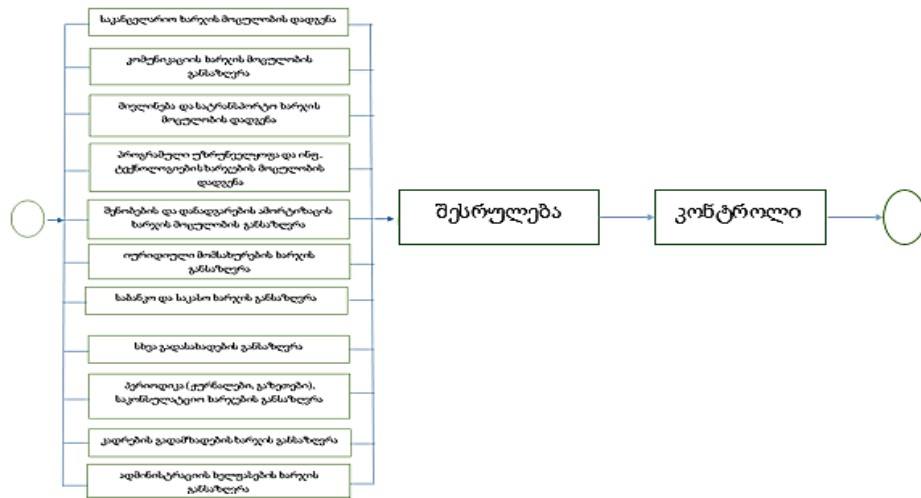 საკანცელარიო ხარჯის მოცულობის დადგენა
კომუნიკაციის ხარჯის მოცულობის
განსაზღვრა
მივლინება და სატრანსპორტო ხარჯის
მოცულობის დადგენა
პროგრამული უზრუნველყოფა და ინფ.
ტექნოლოგიების ხარჯების მოცულობის
დადგენა
შენობების და დანადგარების ამორტიზაცის
ხარჯის მოცულობის განსაზღვრა
იურიდიული მომსახურების ხარჯის
განსაზღვრა
საბანკო და საკასო ხარჯის განსაზღვრა
სხვა გადასახადების განსაზღვრა
პერიოდიკა (ჟურნალები, გაზეთები),
საკონსულატციო ხარჯების განსაზღვრა
კადრების გადამზადების ხარჯის განსაზღვრა
ადმინისტრაციის ხელფასების ხარჯის
განსაზღვრა
შესრულება
კონტროლი